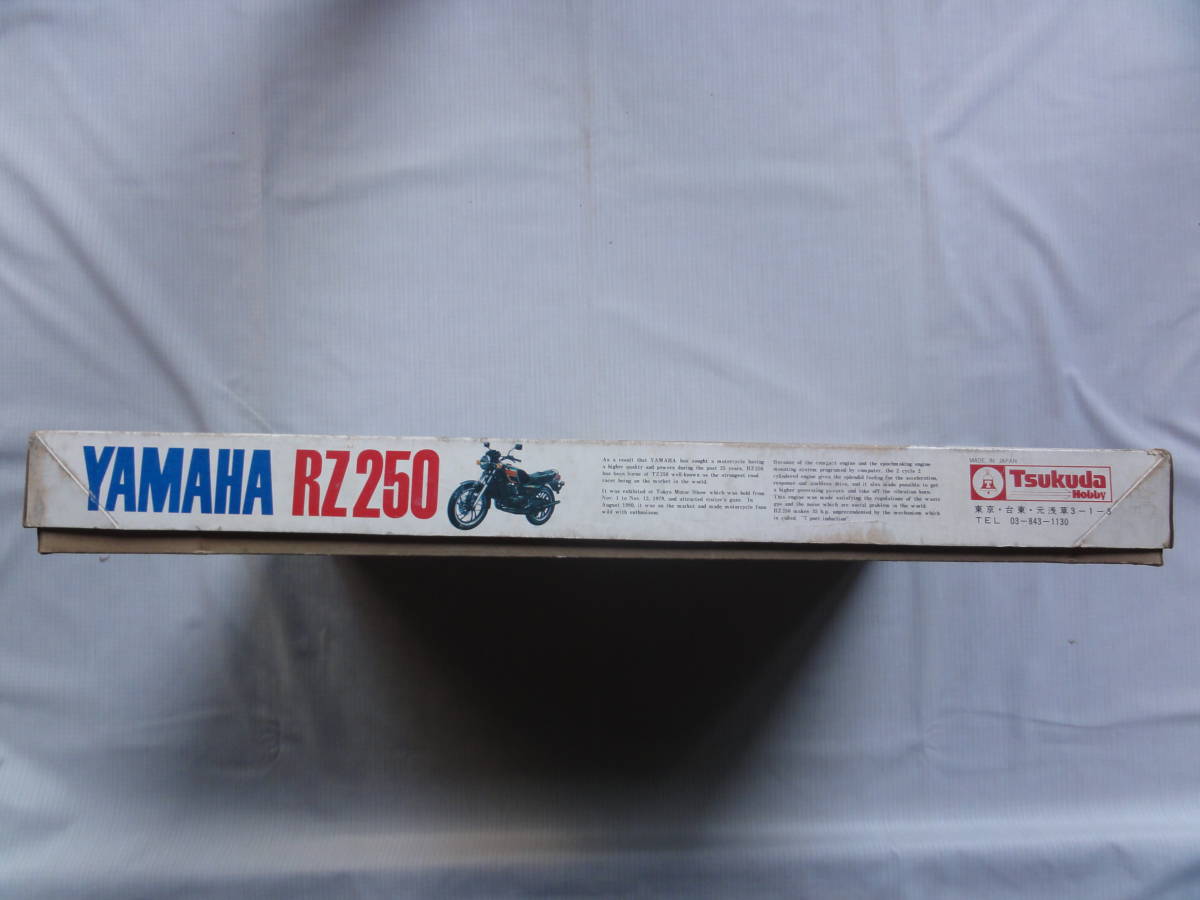 YAMAHA RZ250
As a result that YAMAHA has sought a motorcycle having
a higher quality and powers during the past 25 years, RZ250
has been borne of TZ250 well-known as the strongest road
racer being on the market in the world.
It was exhibited at Tokyo Motor Show which was held from
Nov. 1 to Nov. 12, 1979, and attracted visitor's gaze. In
August 1980, it was on the market and made motorcycle fans
wild with enthusiasm.
Because of the compact engine and the epochmaking engine
mounting system programed by computer, the 2 cycle 2
cylindered engine gives the splendid feeling for the acceleration,
response and goodness drive, and it also made possible to get
a higher generating powers and take off the vibration
This engine was made satisfying the regulations of the waste
gas and the noise which are social problem in the world.
RZ250 makes 35 h.p. unprecedented by the mechanism which
is called "7 port induction".
MADE IN JAPAN
Tsukuda
Hobby
東京・台東・元浅草3-1-5
TEL 03-843-1130